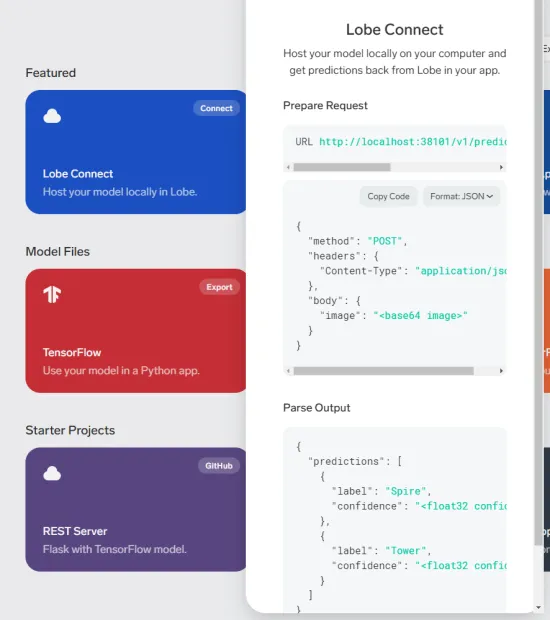 Featured
Connect
Lobe Connect
Host your model locally in Lobe.
Model Files
Export
TensorFlow
Use your model in a Python app.
Starter Projects
GitHub
REST Server
Flask with TensorFlow model.
Lobe Connect
Host your model locally on your computer and
get predictions back from Lobe in your app.
Prepare Request
URL http://localhost:38101/v1/predic
Copy Code
Format: JSON
{
"method": "POST",
"headers": {
"Content-Type": "application/jso
},
"body": {
"image": "<base64 image>"
}
}
Parse Output
{
"predictions": [
{
"label": "Spire",
"confidence": "<float32 confid
},
{
"label": "Tower",
"confidence": "<float32 confid
}
]
}